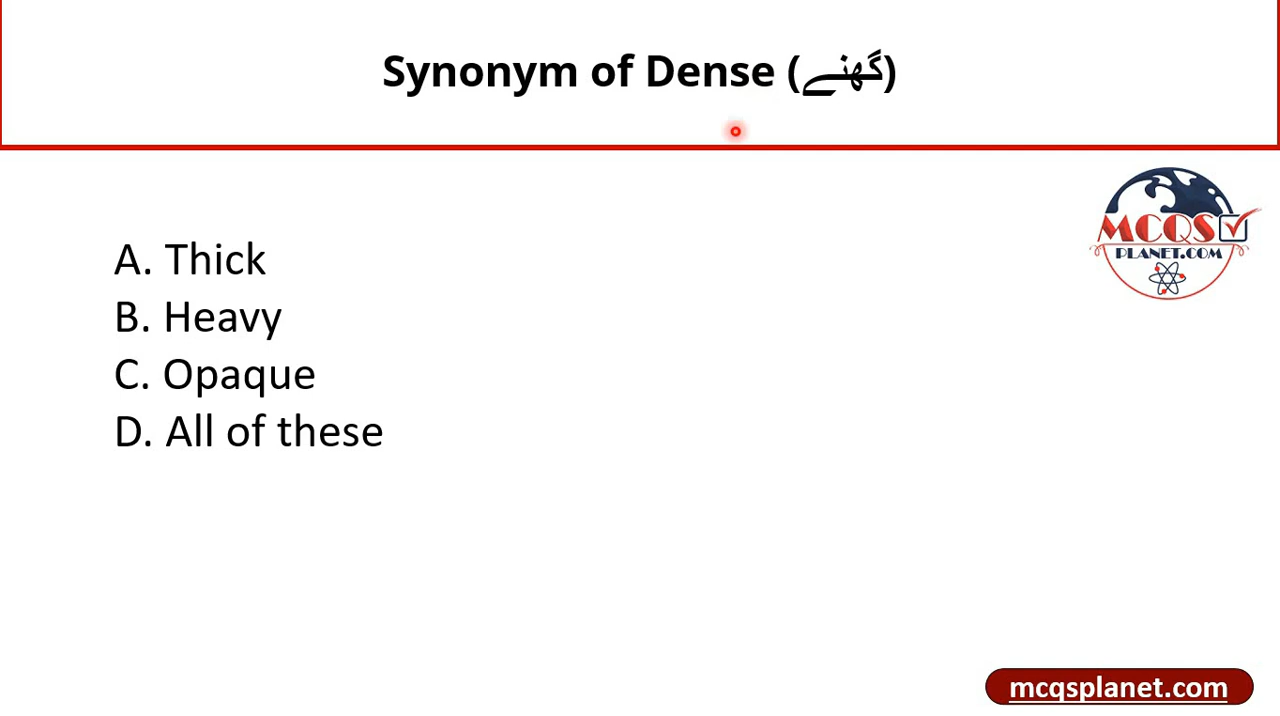 Synonym of Dense (گھنے)
MCQS
PLANET.COM
A. Thick
B. Heavy
C. Opaque
D. All of these
mcqsplanet.com